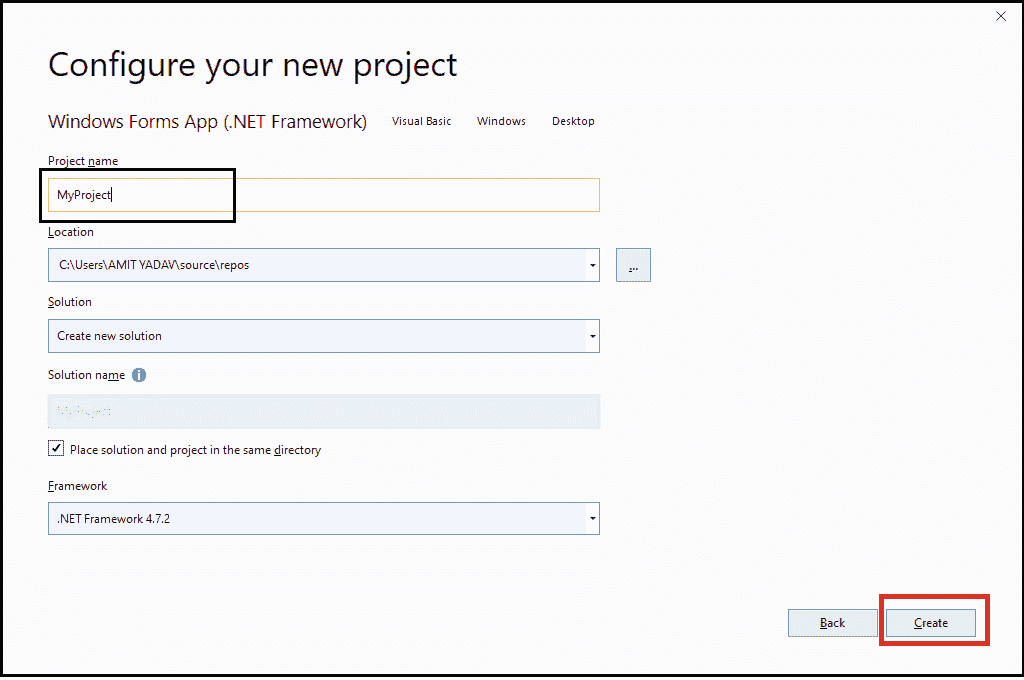 Configure your new project
Windows Forms App (.NET Framework) Visual Basic Windows Desktop
Project name
MyProject
Location
C:\Users\AMIT YADAV\source\repos
...
Solution
Create new solution
Solution name
MyProject
Place solution and project in the same directory
Framework
.NET Framework 4.7.2
Back Create